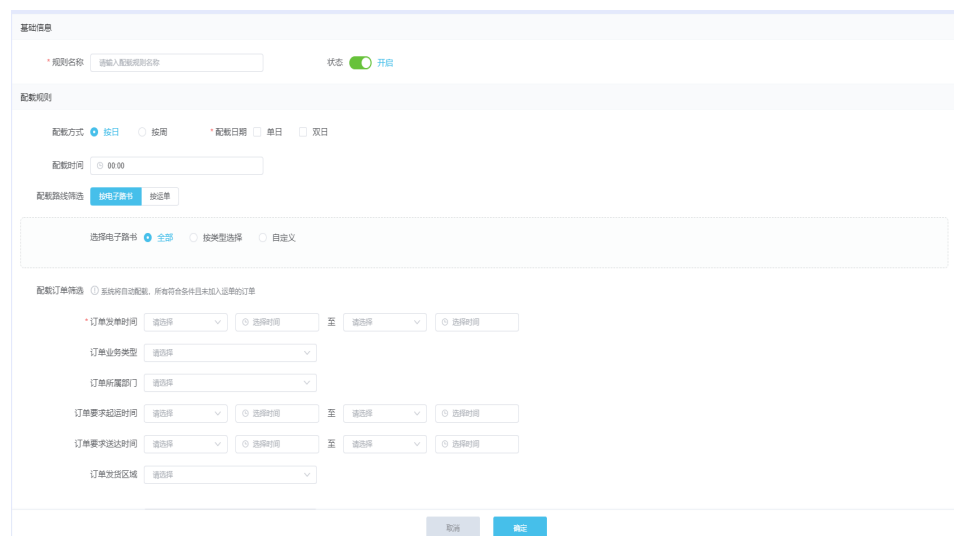 基础信息
* 规则名称 请输入配载规则名称 状态 开启
配载规则
配载方式 按日 按周 * 配载日期 单日 双日
配载时间 00:00
配载路线筛选 按电子路书 按运单
选择电子路书 全部 按类型选择 自定义
配载订单筛选 系统将自动配载，所有符合条件且未加入运单的订单
* 订单发单时间 请选择 选择时间 至 请选择 选择时间
订单业务类型 请选择
订单所属部门 请选择
订单要求起运时间 请选择 选择时间 至 请选择 选择时间
订单要求送达时间 请选择 选择时间 至 请选择 选择时间
订单发货区域 请选择
取消 确定